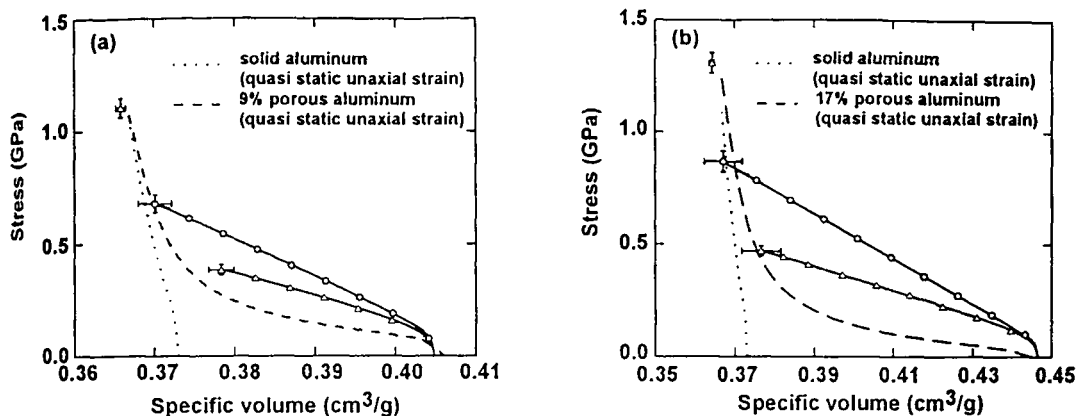 1.5
(a)
solid aluminum
(quasi static unaxial strain)
9% porous aluminum
(quasi static unaxial strain)
1.0
Stress (GPa)
0.5
0.0
0.36 0.37 0.38 0.39 0.40 0.41
Specific volume (cm³/g)
1.5
(b)
solid aluminum
(quasi static unaxial strain)
17% porous aluminum
(quasi static unaxial strain)
1.0
Stress (GPa)
0.5
0.0
0.35 0.37 0.39 0.41 0.43 0.45
Specific volume (cm³/g)